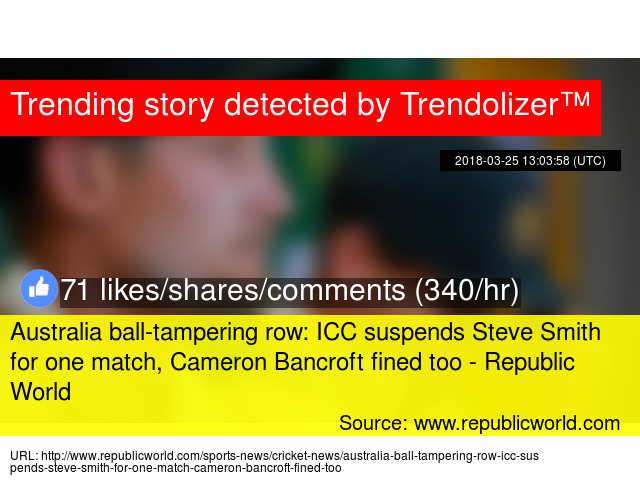 Trending story detected by Trendolizer™
2018-03-25 13:03:58 (UTC)
71 likes/shares/comments (340/hr)
Australia ball-tampering row: ICC suspends Steve Smith
for one match, Cameron Bancroft fined too - Republic
World
Source: www.republicworld.com
URL: http://www.republicworld.com/sports-news/cricket-news/australia-ball-tampering-row-icc-sus
pends-steve-smith-for-one-match-cameron-bancroft-fined-too